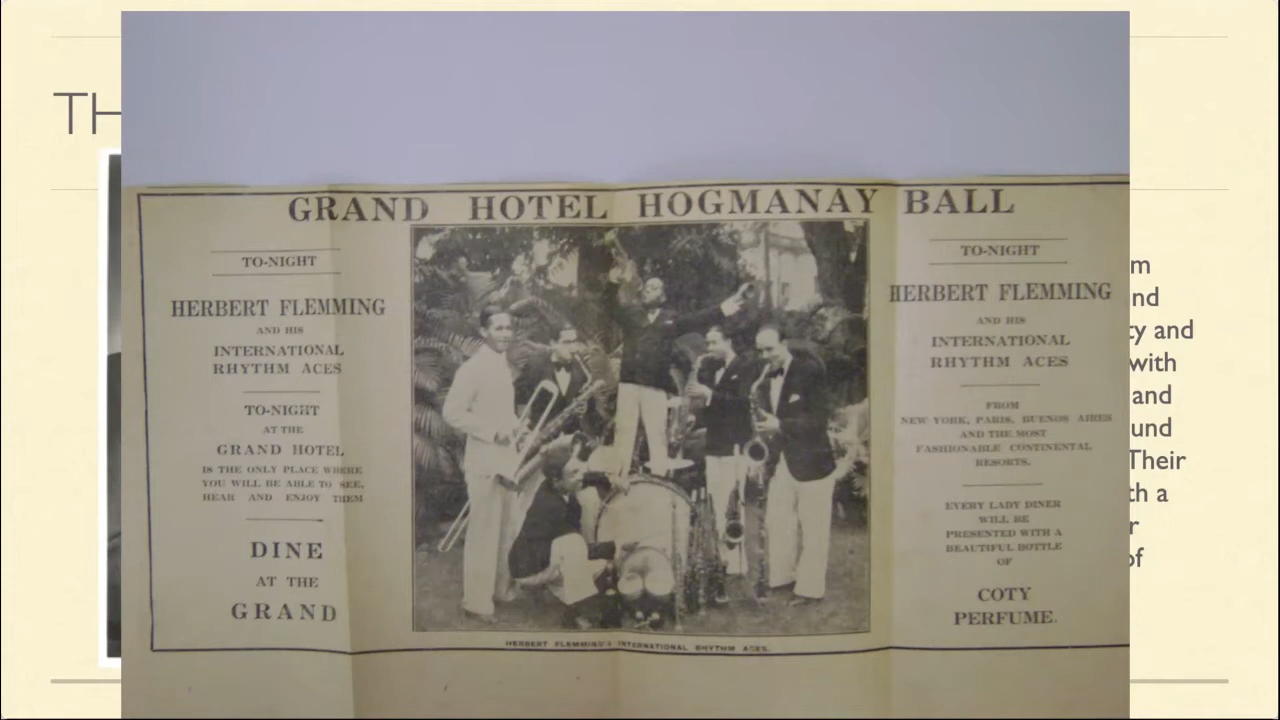 TH
GRAND HOTEL HOGMANAY BALL
TO-NIGHT
HERBERT FLEMMING
AND HIS
INTERNATIONAL
RHYTHM ACES
TO-NIGHT
AT THE
GRAND HOTEL
IS THE ONLY PLACE WHERE
YOU WILL BE ABLE TO SEE,
HEAR AND ENJOY THEM
DINE
AT THE
GRAND
HERBERT FLEMMING'S INTERNATIONAL RHYTHM ACES.
TO-NIGHT
HERBERT FLEMMING
AND HIS
INTERNATIONAL
RHYTHM ACES
FROM
NEW YORK, PARIS, BUENOS AIRES
AND THE MOST
FASHIONABLE CONTINENTAL
RESORTS.
EVERY LADY DINER
WILL BE
PRESENTED WITH A
BEAUTIFUL BOTTLE
OF
COTY
PERFUME.
m
nd
ty and
with
and
und
Their
th a
r
of